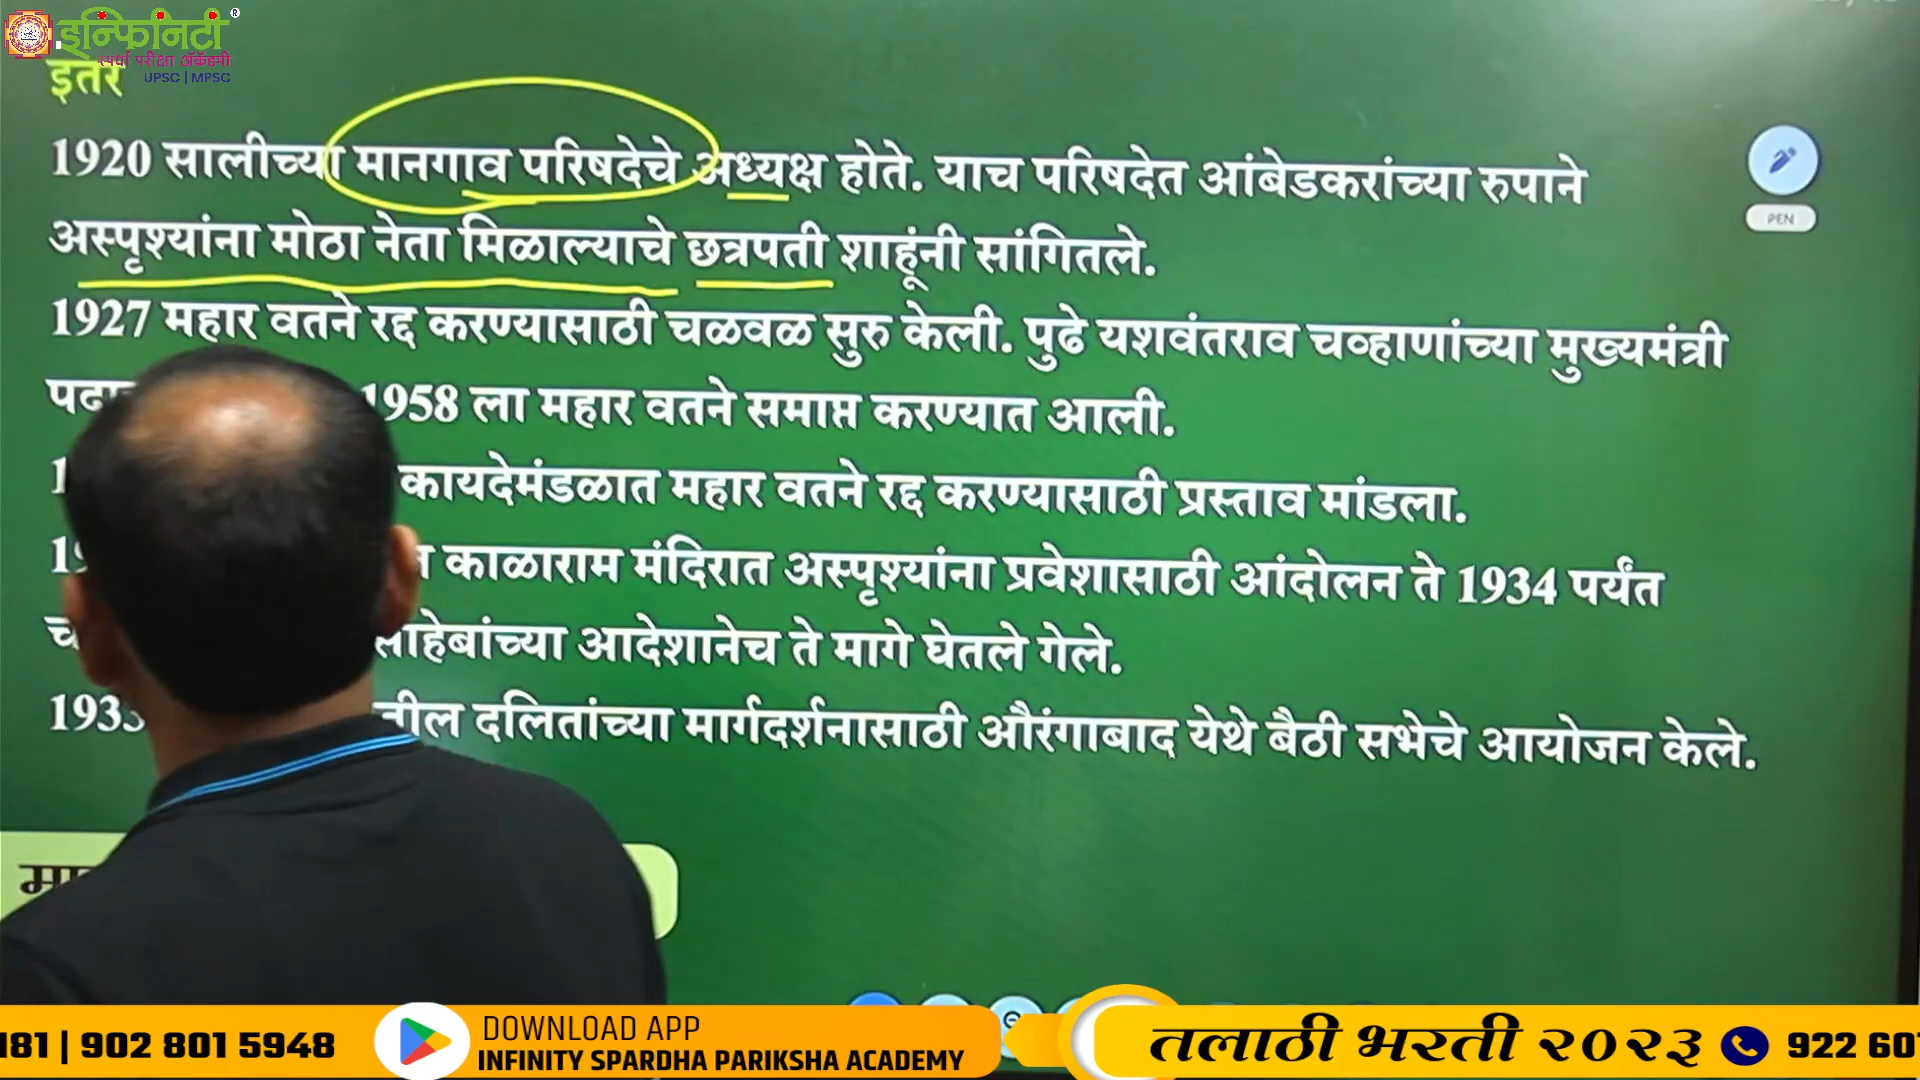 इन्फिनिटी
स्पर्धा परीक्षा अ‍ॅकॅडमी
UPSC | MPSC
इतर
1920 सालीच्या मानगाव परिषदेचे अध्यक्ष होते. याच परिषदेत आंबेडकरांच्या रुपाने
अस्पृश्यांना मोठा नेता मिळाल्याचे छत्रपती शाहूंनी सांगितले.
1927 महार वतने रद्द करण्यासाठी चळवळ सुरु केली. पुढे यशवंतराव चव्हाणांच्या मुख्यमंत्री
1958 ला महार वतने समाप्त करण्यात आली.
कायदेमंडळात महार वतने रद्द करण्यासाठी प्रस्ताव मांडला.
काळाराम मंदिरात अस्पृश्यांना प्रवेशासाठी आंदोलन ते 1934 पर्यंत
साहेबांच्या आदेशानेच ते मागे घेतले गेले.
दलितांच्या मार्गदर्शनासाठी औरंगाबाद येथे बैठी सभेचे आयोजन केले.
PEN
181 | 902 801 5948
DOWNLOAD APP
INFINITY SPARDHA PARIKSHA ACADEMY
तलाठी भरती २०२३
922 601